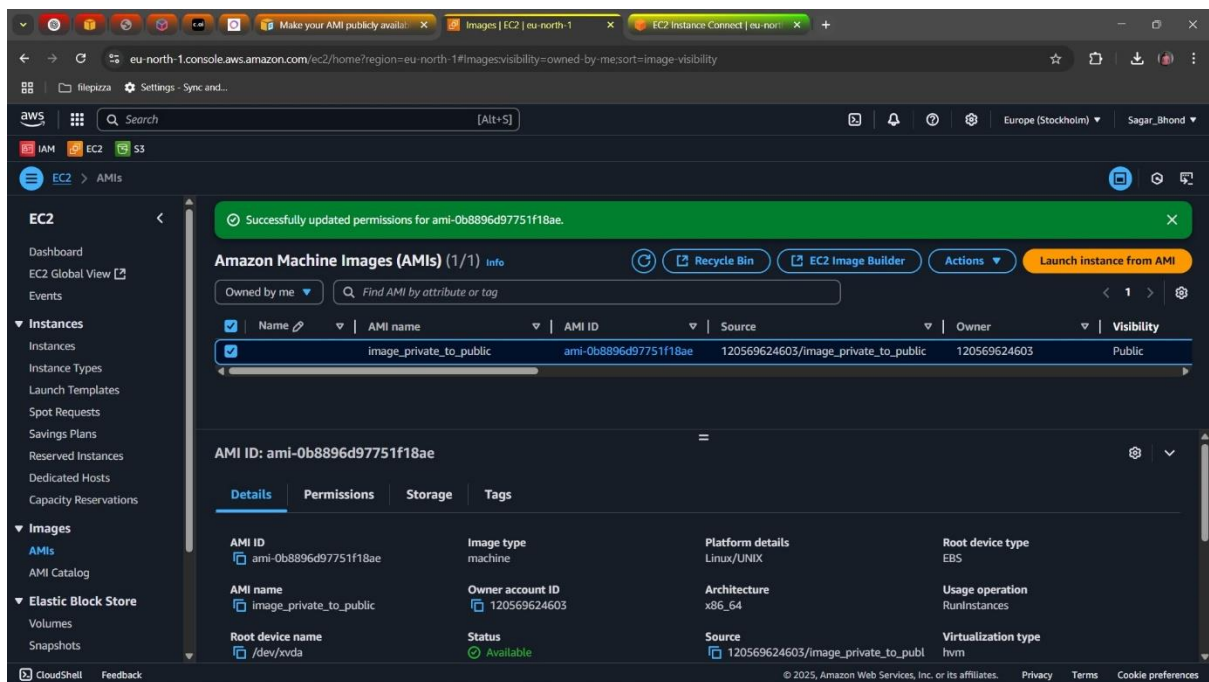 Make your AMI publicly availab
Images | EC2 | eu-north-1
EC2 Instance Connect | eu-nort
eu-north-1.console.aws.amazon.com/ec2/home?region=eu-north-1#Images:visibility=owned-by-me;sort=image-visibility
filepizza
Settings - Sync and...
aws
Search
[Alt+S]
Europe (Stockholm)
Sagar_Bhond
IAM
EC2
S3
EC2 > AMIs
EC2
Dashboard
EC2 Global View
Events
Instances
Instances
Instance Types
Launch Templates
Spot Requests
Savings Plans
Reserved Instances
Dedicated Hosts
Capacity Reservations
Images
AMIs
AMI Catalog
Elastic Block Store
Volumes
Snapshots
Successfully updated permissions for ami-0b8896d97751f18ae.
Amazon Machine Images (AMIs) (1/1) Info
Recycle Bin
EC2 Image Builder
Actions
Launch instance from AMI
Owned by me
Find AMI by attribute or tag
1
Name
AMI name
AMI ID
Source
Owner
Visibility
image_private_to_public
ami-0b8896d97751f18ae
120569624603/image_private_to_public
120569624603
Public
AMI ID: ami-0b8896d97751f18ae
Details
Permissions
Storage
Tags
AMI ID
ami-0b8896d97751f18ae
Image type
machine
Platform details
Linux/UNIX
Root device type
EBS
AMI name
image_private_to_public
Owner account ID
120569624603
Architecture
x86_64
Usage operation
RunInstances
Root device name
/dev/xvda
Status
Available
Source
120569624603/image_private_to_publ
Virtualization type
hvm
CloudShell
Feedback
© 2025, Amazon Web Services, Inc. or its affiliates.
Privacy
Terms
Cookie preferences